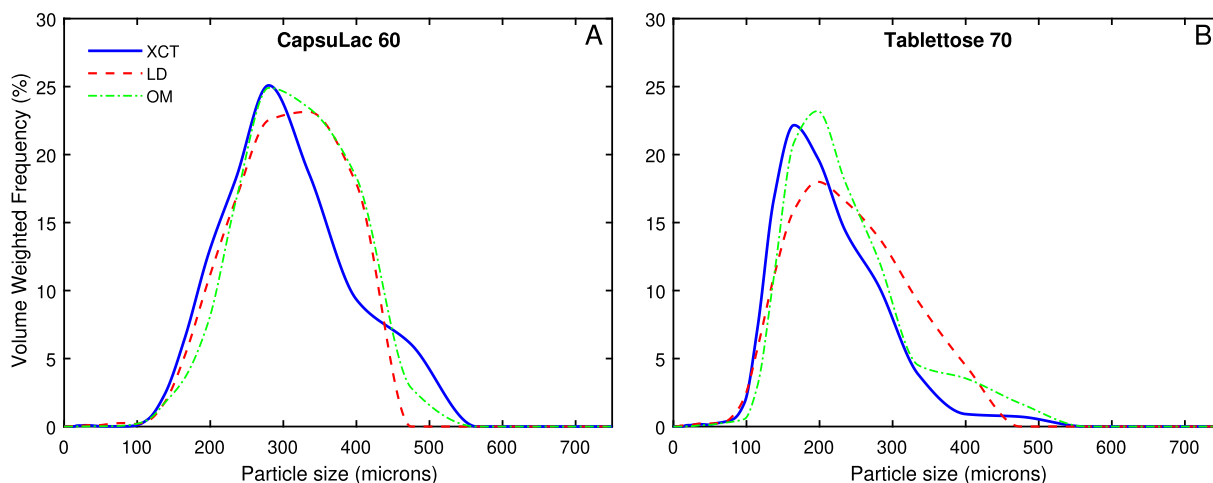 CapsuLac 60
A
XCT
LD
OM
Volume Weighted Frequency (%)
30
25
20
15
10
5
0
0 100 200 300 400 500 600 700
Particle size (microns)
Tablettose 70
B
30
25
20
15
10
5
0
0 100 200 300 400 500 600 700
Particle size (microns)